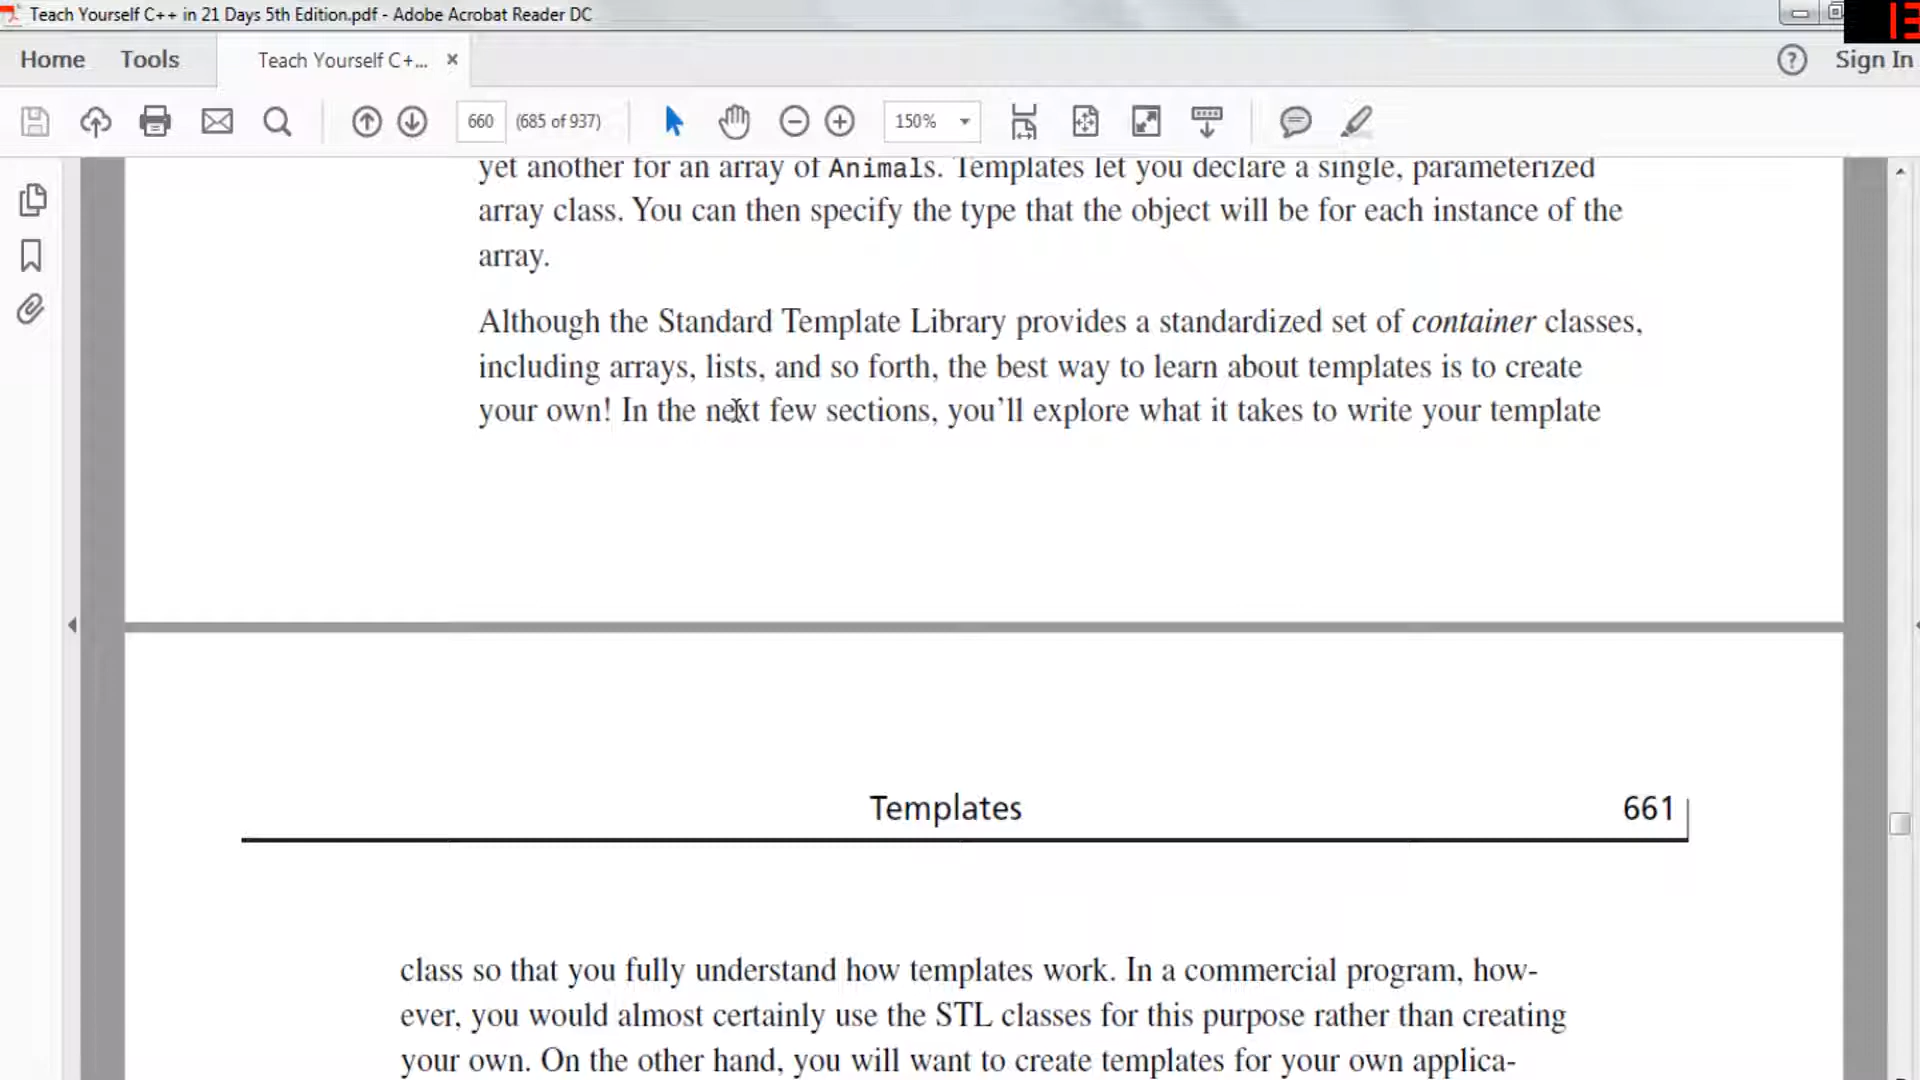 Teach Yourself C++ in 21 Days 5th Edition.pdf - Adobe Acrobat Reader DC
13
Home Tools Teach Yourself C+... × ? Sign In
660 (685 of 937) 150%
yet another for an array of Animals. Templates let you declare a single, parameterized
array class. You can then specify the type that the object will be for each instance of the
array.
Although the Standard Template Library provides a standardized set of container classes,
including arrays, lists, and so forth, the best way to learn about templates is to create
your own! In the next few sections, you'll explore what it takes to write your template
Templates 661
class so that you fully understand how templates work. In a commercial program, how-
ever, you would almost certainly use the STL classes for this purpose rather than creating
your own. On the other hand, you will want to create templates for your own applica-